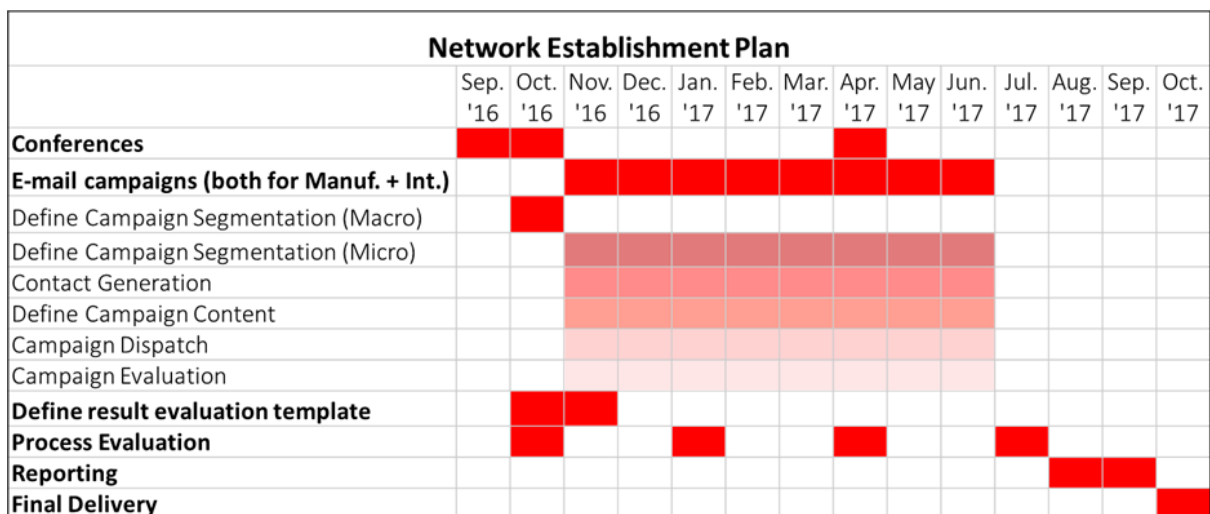 Network Establishment Plan
Sep. Oct. Nov. Dec. Jan. Feb. Mar. Apr. May Jun. Jul. Aug. Sep. Oct.
'16 '16 '16 '16 '17 '17 '17 '17 '17 '17 '17 '17 '17 '17
Conferences
E-mail campaigns (both for Manuf. + Int.)
Define Campaign Segmentation (Macro)
Define Campaign Segmentation (Micro)
Contact Generation
Define Campaign Content
Campaign Dispatch
Campaign Evaluation
Define result evaluation template
Process Evaluation
Reporting
Final Delivery